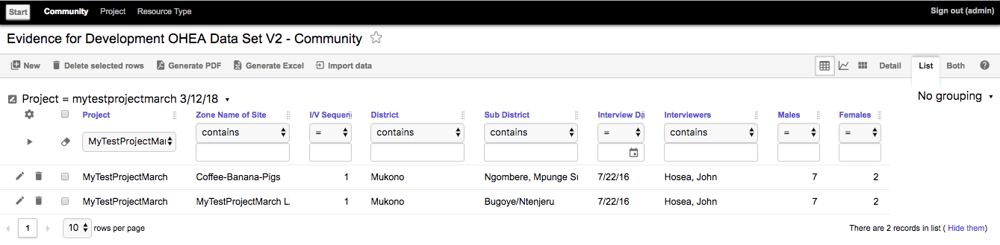 Start Community Project Resource Type Sign out (admin)
Evidence for Development OHEA Data Set V2 - Community
New Delete selected rows Generate PDF Generate Excel Import data Detail List Both
Project = mytestprojectmarch 3/12/18 No grouping
Project Zone Name of Site I/V Sequen District Sub District Interview Da Interviewers Males Females
MyTestProjectMar contains = contains contains = contains = =
MyTestProjectMarch Coffee-Banana-Pigs 1 Mukono Ngombere, Mpunge Su 7/22/16 Hosea, John 7 2
MyTestProjectMarch MyTestProjectMarch L. 1 Mukono Bugoye/Ntenjeru 7/22/16 Hosea, John 7 2
1 10 rows per page There are 2 records in list ( Hide them)